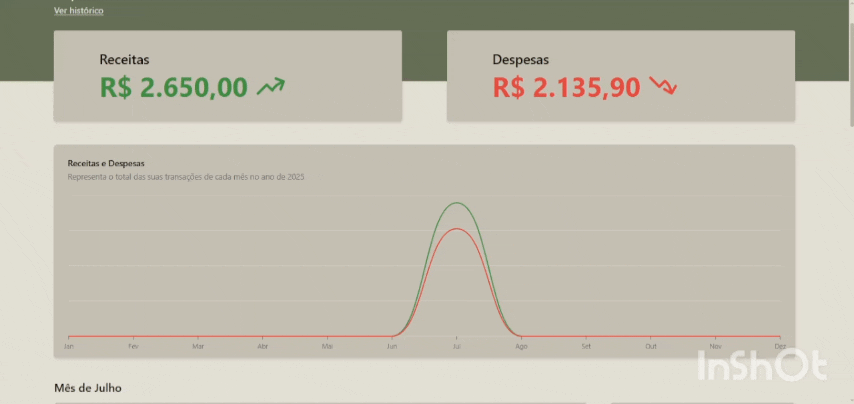 Ver histórico
Receitas
R$ 2.650,00
Despesas
R$ 2.135,90
Receitas e Despesas
Representa o total das suas transações de cada mês no ano de 2025
Jan Fev Mar Abr Mai Jun Jul Ago Set Out Nov Dez
InShOt
Mês de Julho